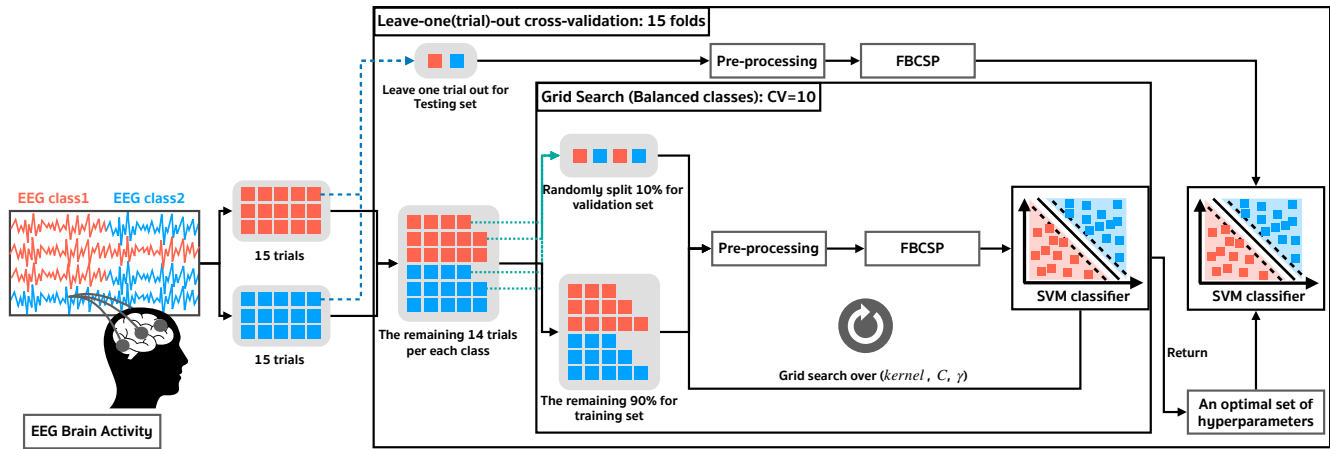 Leave-one(trial)-out cross-validation: 15 folds
Leave one trial out for
Testing set
Pre-processing
FBCSP
Grid Search (Balanced classes): CV=10
EEG class1
EEG class2
15 trials
15 trials
EEG Brain Activity
The remaining 14 trials
per each class
Randomly split 10% for
validation set
The remaining 90% for
training set
Pre-processing
FBCSP
SVM classifier
Grid search over (kernel , C, γ)
Return
SVM classifier
An optimal set of
hyperparameters